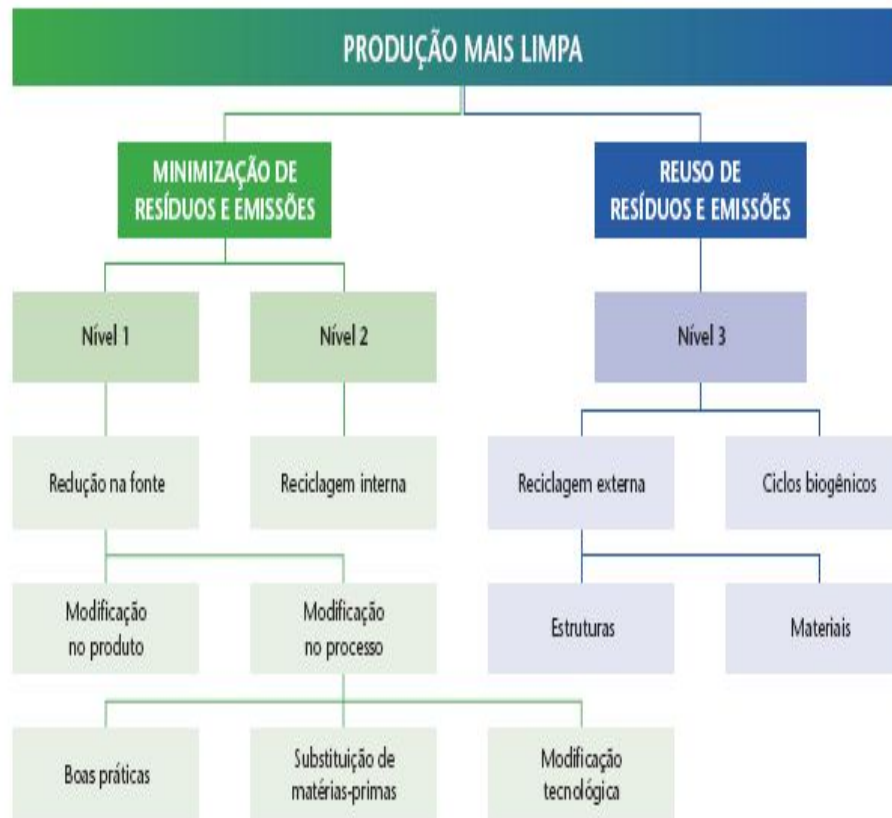 PRODUÇÃO MAIS LIMPA
MINIMIZAÇÃO DE
RESÍDUOS E EMISSÕES
REUSO DE
RESÍDUOS E EMISSÕES
Nível 1
Nível 2
Nível 3
Redução na fonte
Reciclagem interna
Reciclagem externa
Ciclos biogênicos
Modificação
no produto
Modificação
no processo
Estruturas
Materiais
Boas práticas
Substituição de
matérias-primas
Modificação
tecnológica